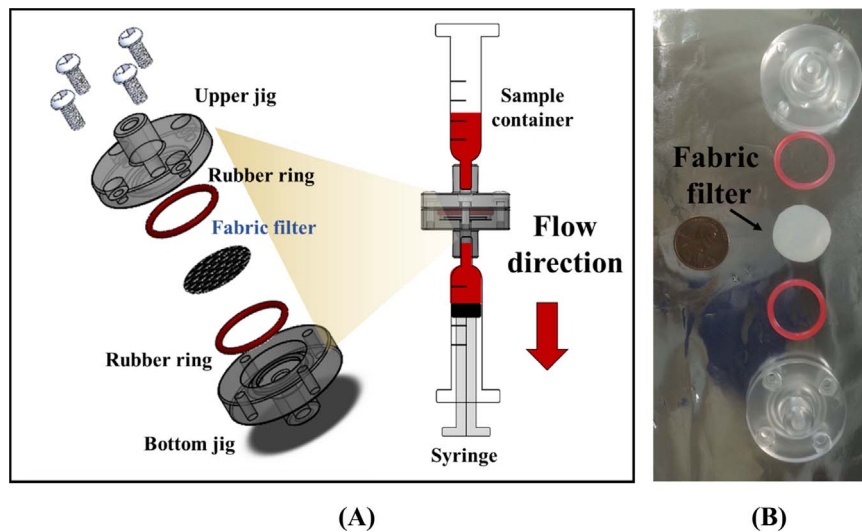 Upper jig
Rubber ring
Fabric filter
Rubber ring
Bottom jig
Sample
container
Flow
direction
Syringe
Fabric
filter
(A)
(B)